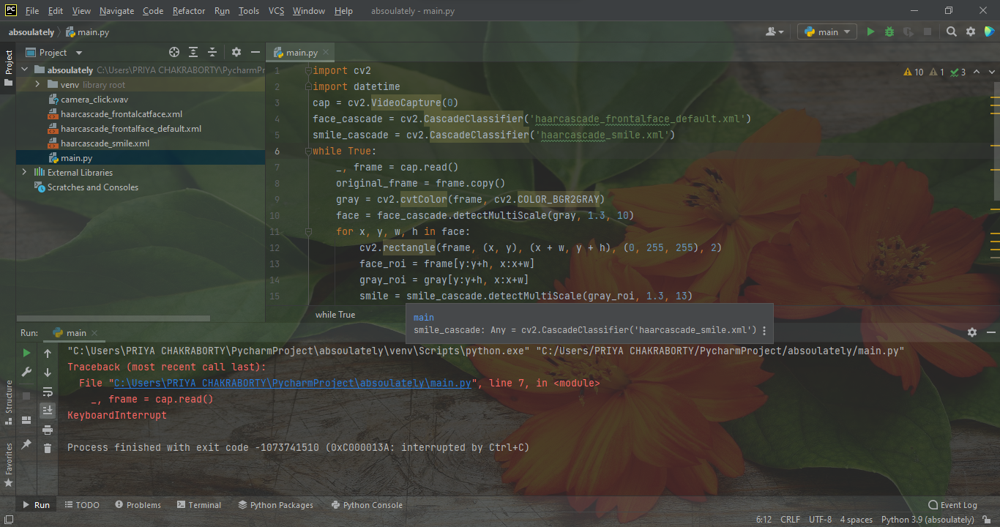 PC File Edit View Navigate Code Refactor Run Tools VCS Window Help absoulately - main.py
absoulately main.py main
Project
Project
main.py
absoulately C:\Users\PRIYA CHAKRABORTY\PycharmPr
venv library root
camera_click.wav
haarcascade_frontalcatface.xml
haarcascade_frontalface_default.xml
haarcascade_smile.xml
main.py
External Libraries
Scratches and Consoles
10 1 3
1 import cv2
2 import datetime
3 cap = cv2.VideoCapture(0)
4 face_cascade = cv2.CascadeClassifier('haarcascade_frontalface_default.xml')
5 smile_cascade = cv2.CascadeClassifier('haarcascade_smile.xml')
6 while True:
7 _, frame = cap.read()
8 original_frame = frame.copy()
9 gray = cv2.cvtColor(frame, cv2.COLOR_BGR2GRAY)
10 face = face_cascade.detectMultiScale(gray, 1.3, 10)
11 for x, y, w, h in face:
12 cv2.rectangle(frame, (x, y), (x + w, y + h), (0, 255, 255), 2)
13 face_roi = frame[y:y+h, x:x+w]
14 gray_roi = gray[y:y+h, x:x+w]
15 smile = smile_cascade.detectMultiScale(gray_roi, 1.3, 13)
while True
main
smile_cascade: Any = cv2.CascadeClassifier('haarcascade_smile.xml')
Run: main
"C:\Users\PRIYA CHAKRABORTY\PycharmProject\absoulately\venv\Scripts\python.exe" "C:/Users/PRIYA CHAKRABORTY/PycharmProject/absoulately/main.py"
Traceback (most recent call last):
File "C:\Users\PRIYA CHAKRABORTY\PycharmProject\absoulately\main.py", line 7, in <module>
_, frame = cap.read()
KeyboardInterrupt
Process finished with exit code -1073741510 (0xC000013A: interrupted by Ctrl+C)
Structure
Favorites
Run TODO Problems Terminal Python Packages Python Console Event Log
6:12 CRLF UTF-8 4 spaces Python 3.9 (absoulately)